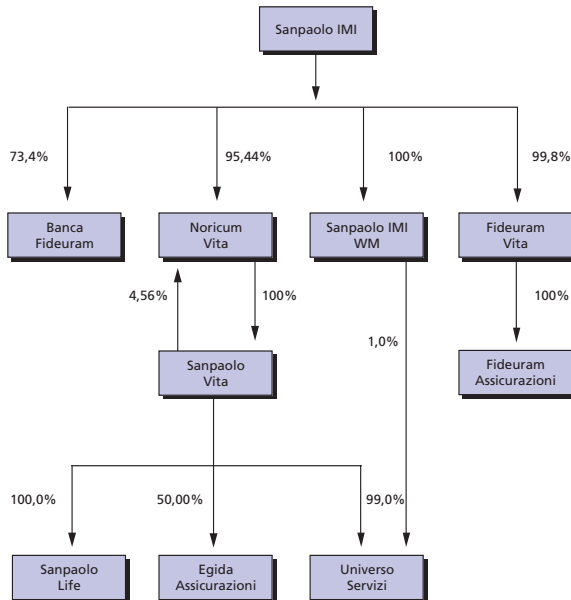 Sanpaolo IMI
73,4%
95,44%
100%
99,8%
Banca
Fideuram
Noricum
Vita
Sanpaolo IMI
WM
Fideuram
Vita
4,56%
100%
1,0%
100%
Sanpaolo
Vita
Fideuram
Assicurazioni
100,0%
50,00%
99,0%
Sanpaolo
Life
Egida
Assicurazioni
Universo
Servizi